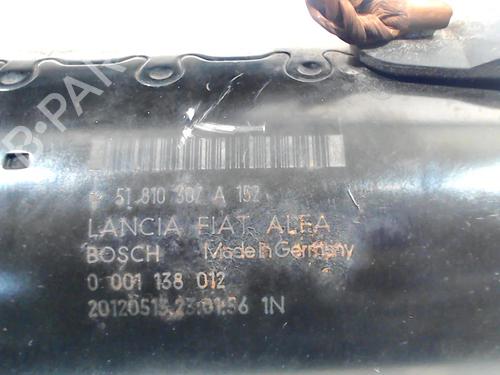 B-PARTS
51 810 307 A 152
LANCIA FIAT ALFA
BOSCH Made in Germany
0 001 138 012
20120515 23:01:56 1N